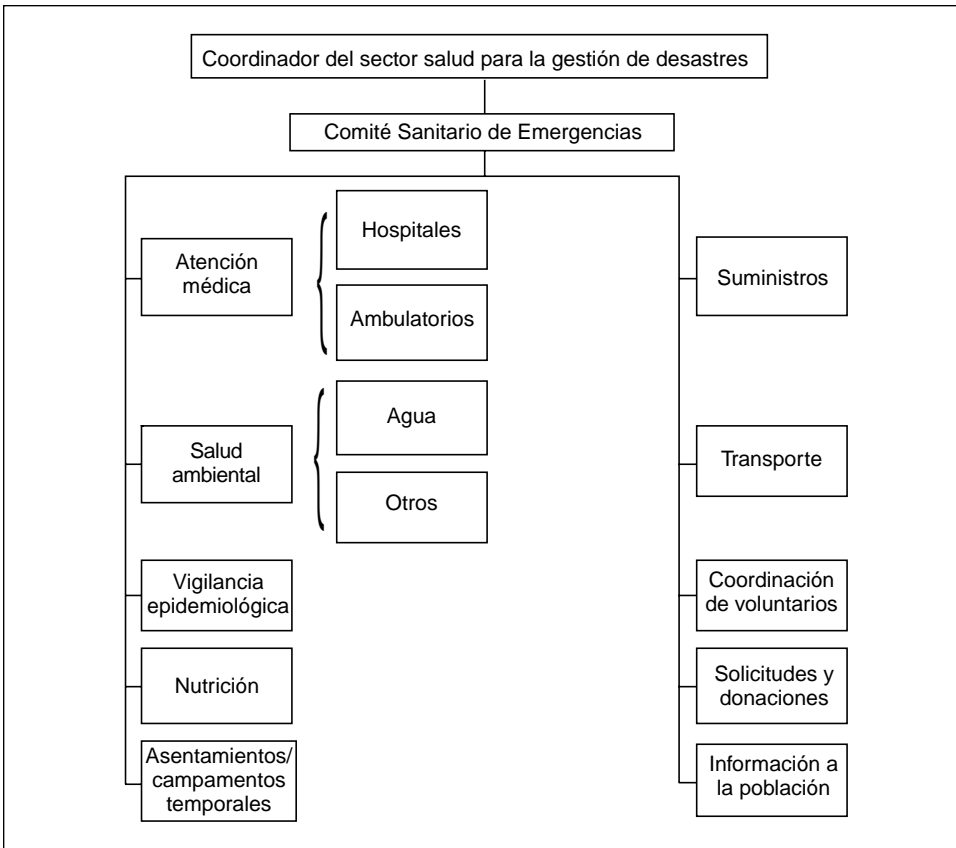 Coordinador del sector salud para la gestión de desastres
Comité Sanitario de Emergencias
Atención
médica
Hospitales
Ambulatorios
Salud
ambiental
Agua
Otros
Vigilancia
epidemiológica
Nutrición
Asentamientos/
campamentos
temporales
Suministros
Transporte
Coordinación
de voluntarios
Solicitudes y
donaciones
Información a
la población